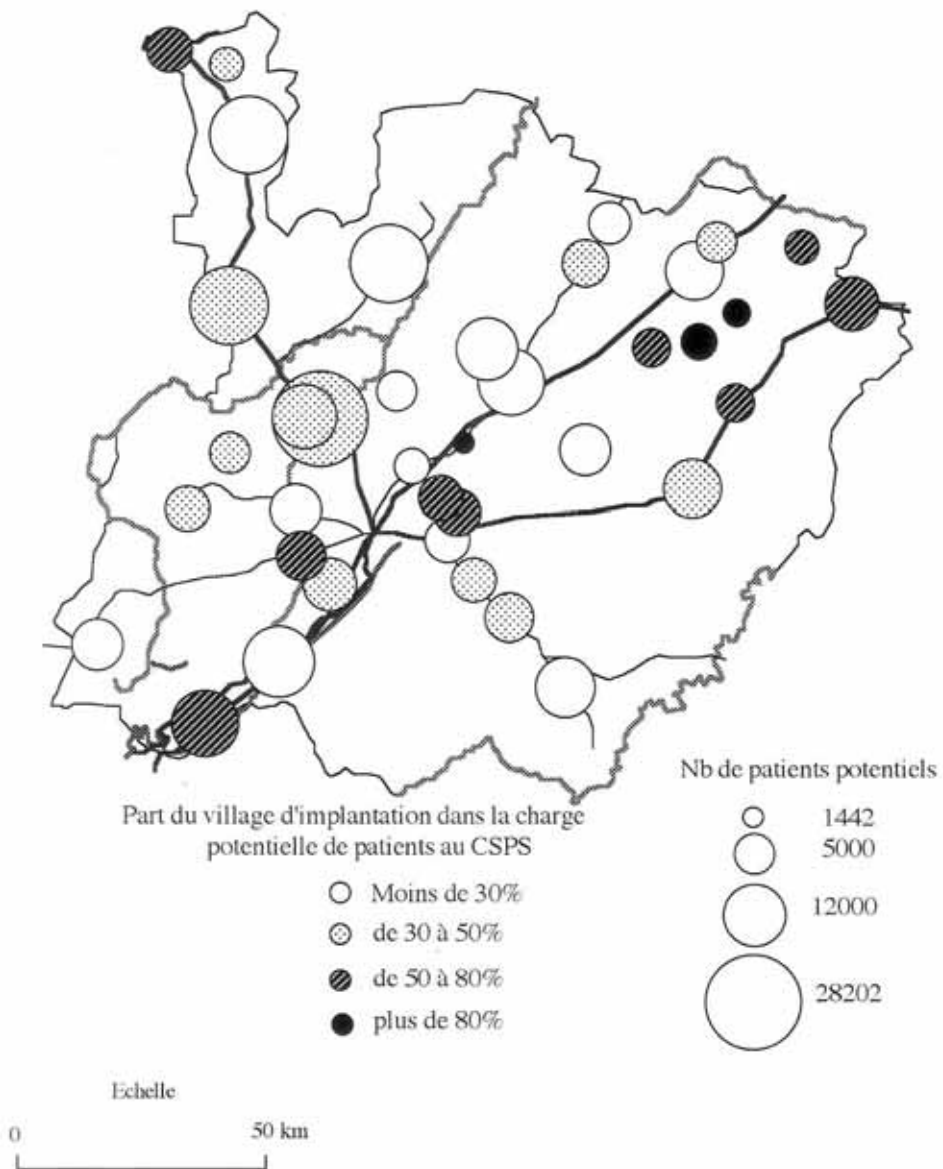 Nb de patients potentiels
1442
5000
12000
28202
Part du village d'implantation dans la charge
potentielle de patients au CSPS
Moins de 30%
de 30 à 50%
de 50 à 80%
plus de 80%
Echelle
0 50 km